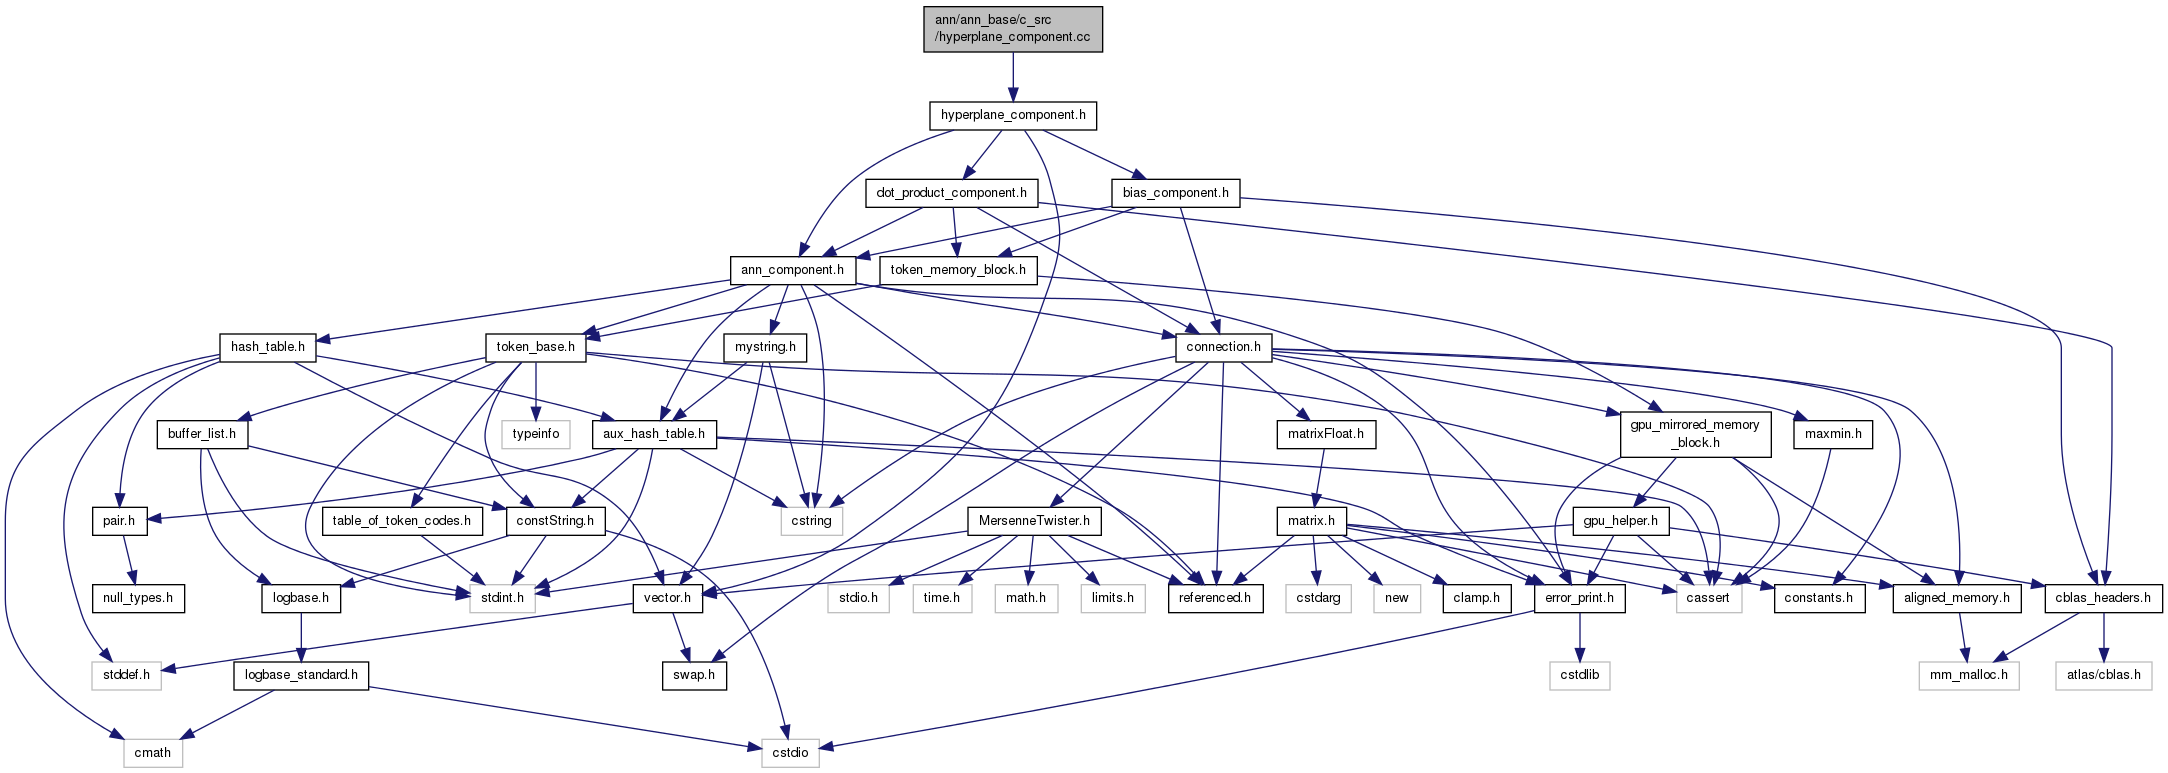 ann/ann_base/c_src
/hyperplane_component.cc
hyperplane_component.h
dot_product_component.h
bias_component.h
ann_component.h
token_memory_block.h
hash_table.h
token_base.h
mystring.h
connection.h
buffer_list.h
typeinfo
aux_hash_table.h
matrixFloat.h
gpu_mirrored_memory
_block.h
maxmin.h
pair.h
table_of_token_codes.h
constString.h
cstring
MersenneTwister.h
matrix.h
gpu_helper.h
null_types.h
logbase.h
stdint.h
vector.h
stdio.h
time.h
math.h
limits.h
referenced.h
cstdarg
new
clamp.h
error_print.h
cassert
constants.h
aligned_memory.h
cblas_headers.h
stddef.h
logbase_standard.h
swap.h
cstdlib
mm_malloc.h
atlas/cblas.h
cmath
cstdio